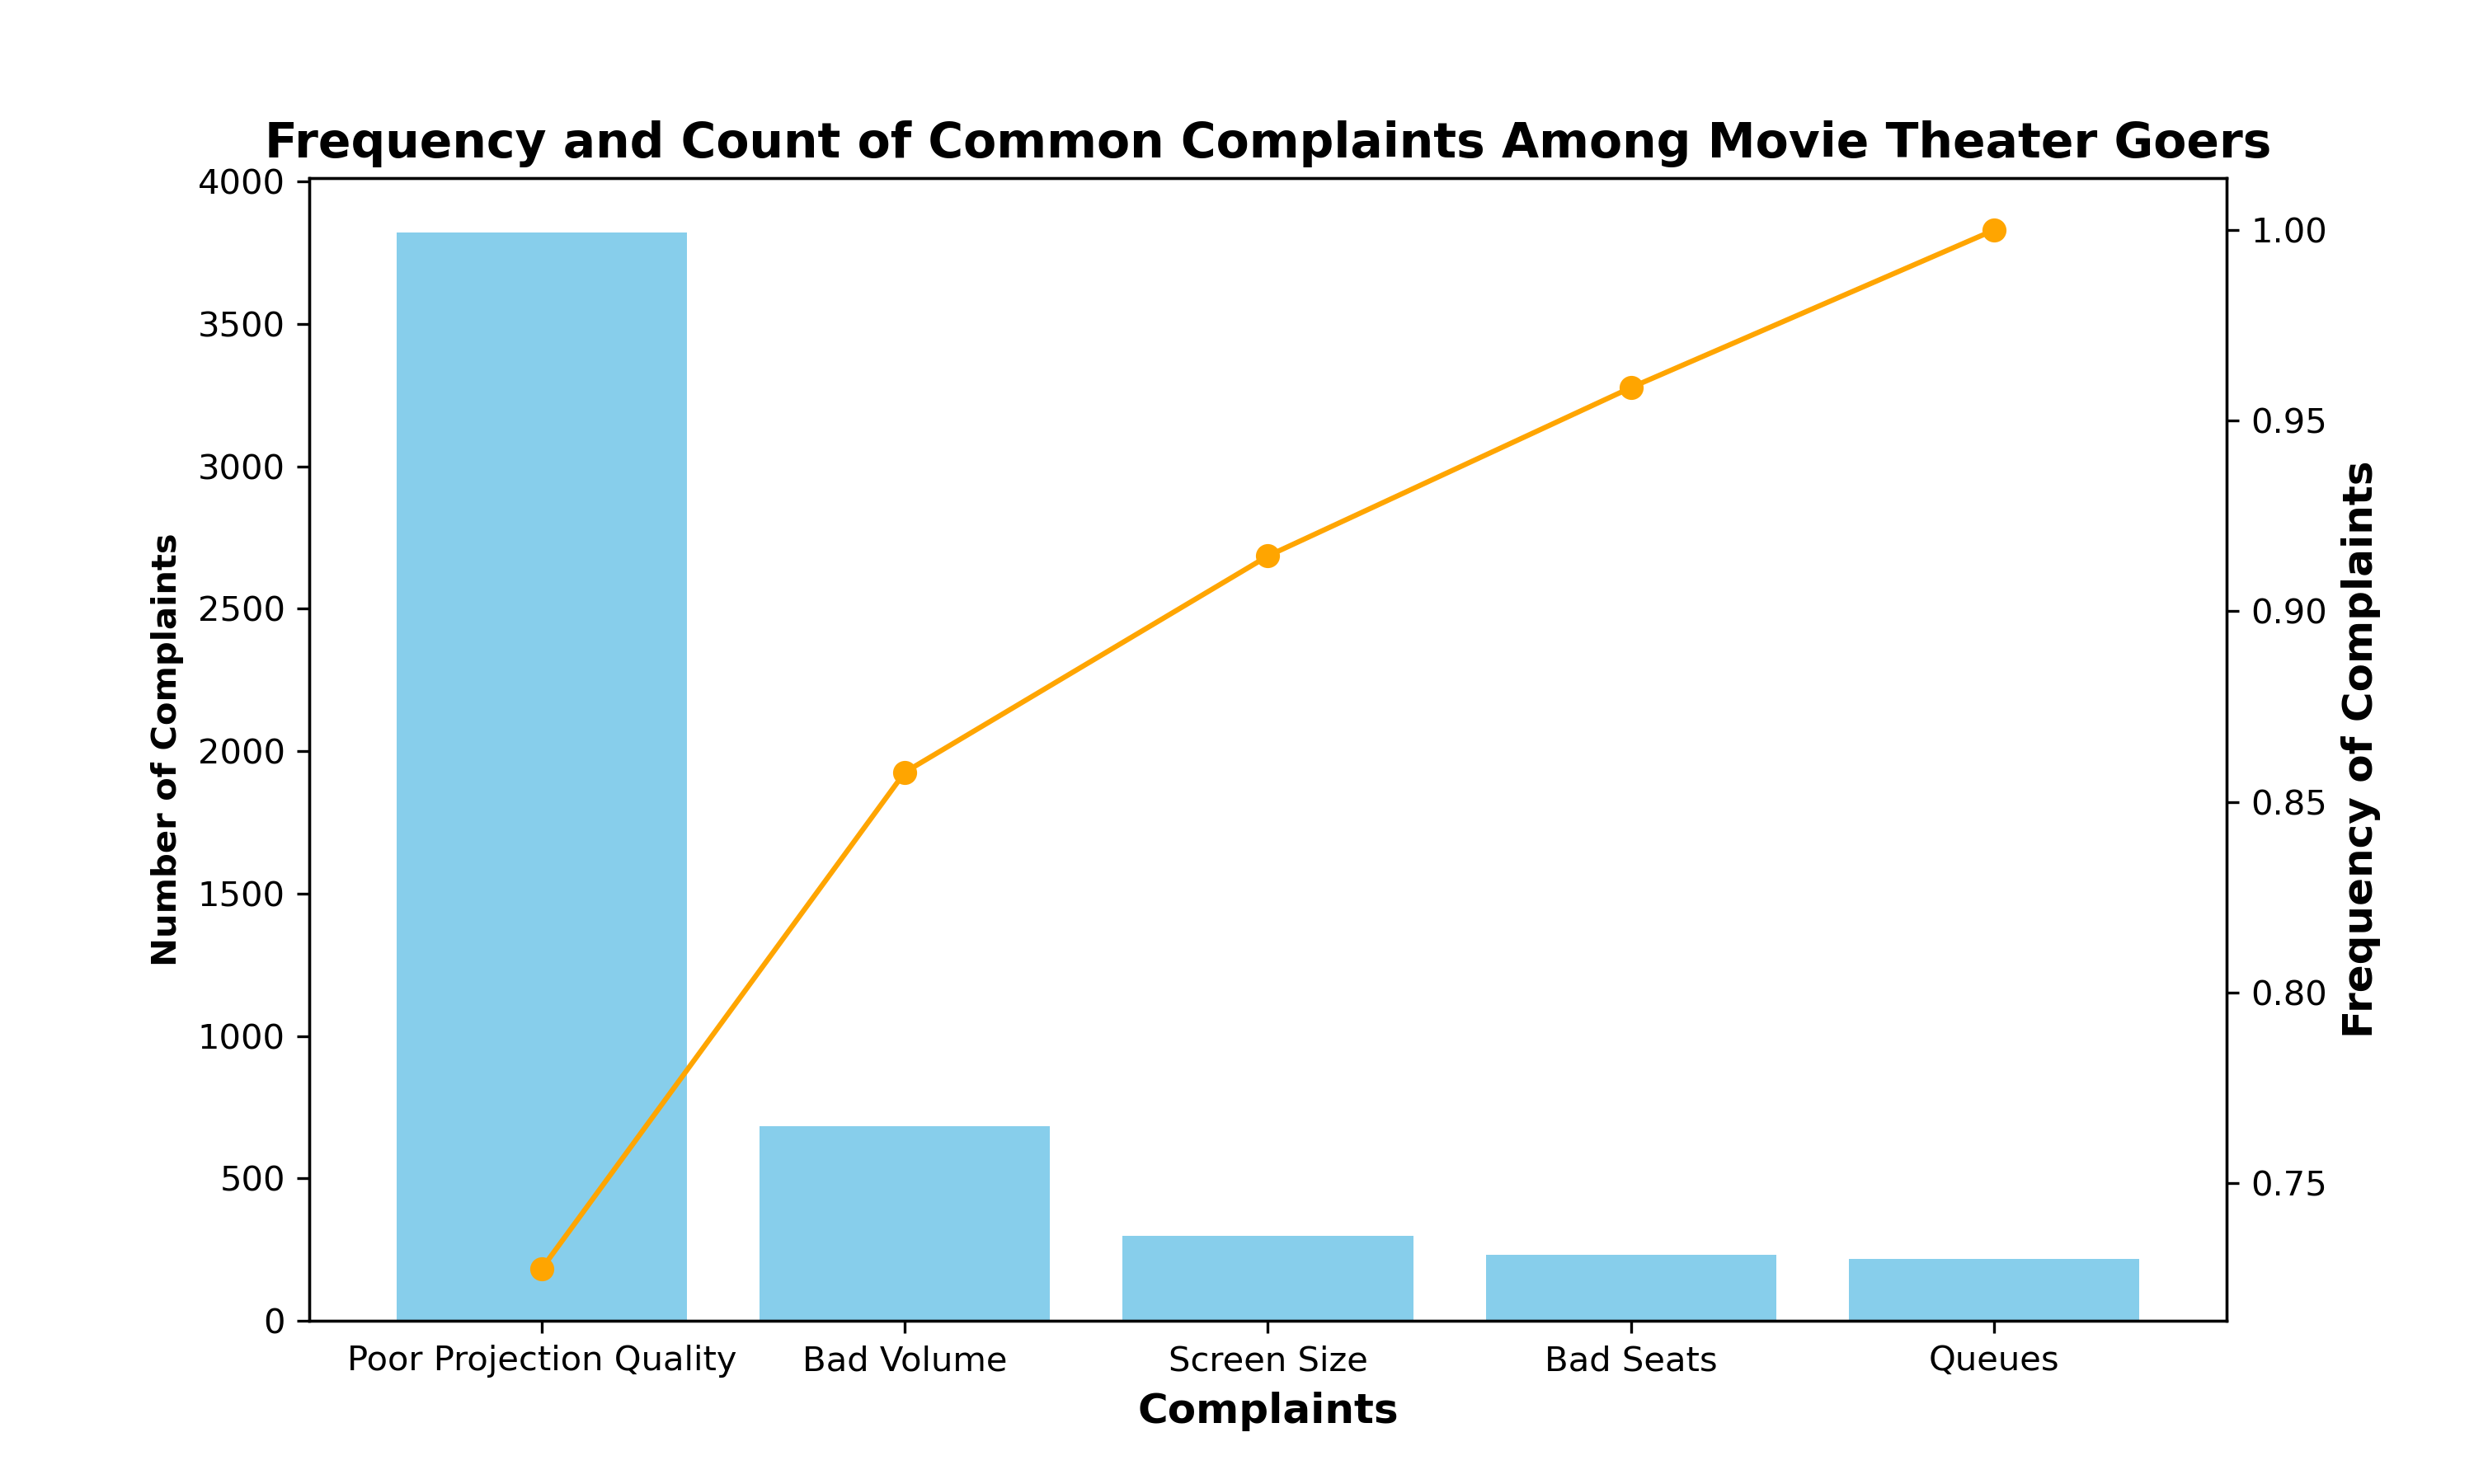 Frequency and Count of Common Complaints Among Movie Theater Goers
Number of Complaints
4000
3500
3000
2500
2000
1500
1000
500
0
1.00
0.95
0.90
0.85
0.80
0.75
Frequency of Complaints
Poor Projection Quality
Bad Volume
Screen Size
Bad Seats
Queues
Complaints